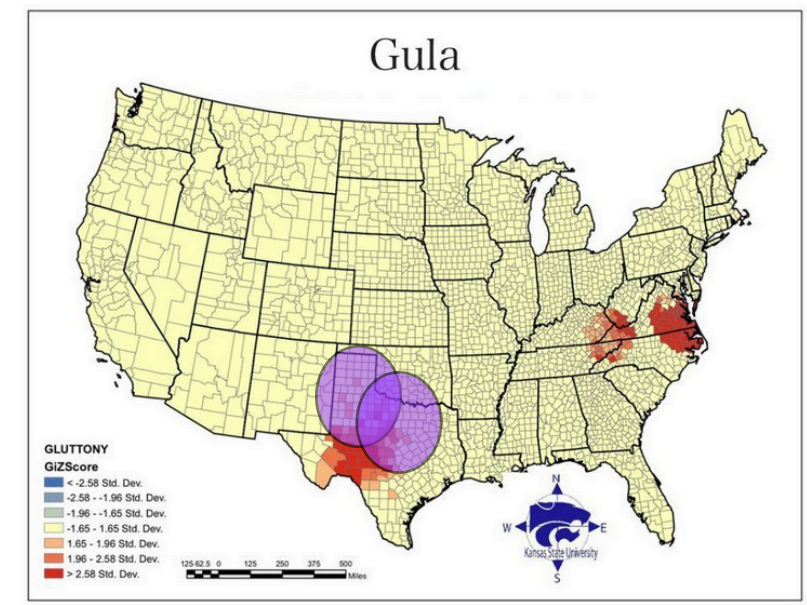 Gula
GLUTTONY
GiZScore
< -2.58 Std. Dev.
-2.58 - -1.96 Std. Dev.
-1.96 - -1.65 Std. Dev.
-1.65 - 1.65 Std. Dev.
1.65 - 1.96 Std. Dev.
1.96 - 2.58 Std. Dev.
> 2.58 Std. Dev.
125 62.5 0 125 250 375 500
Miles
N
W E
Kansas State University
S